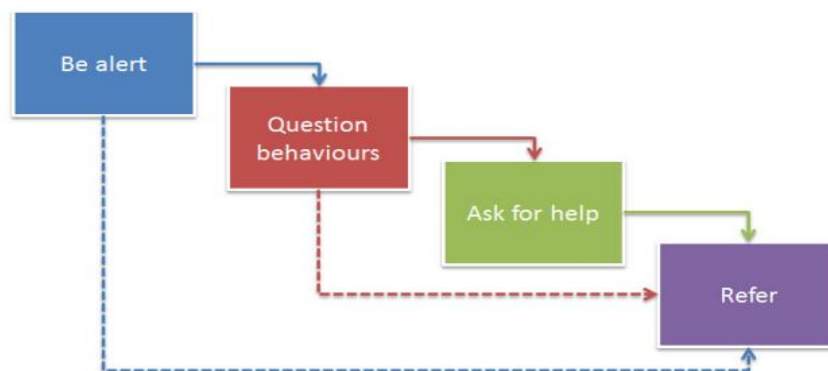 Be alert
Question
behaviours
Ask for help
Refer